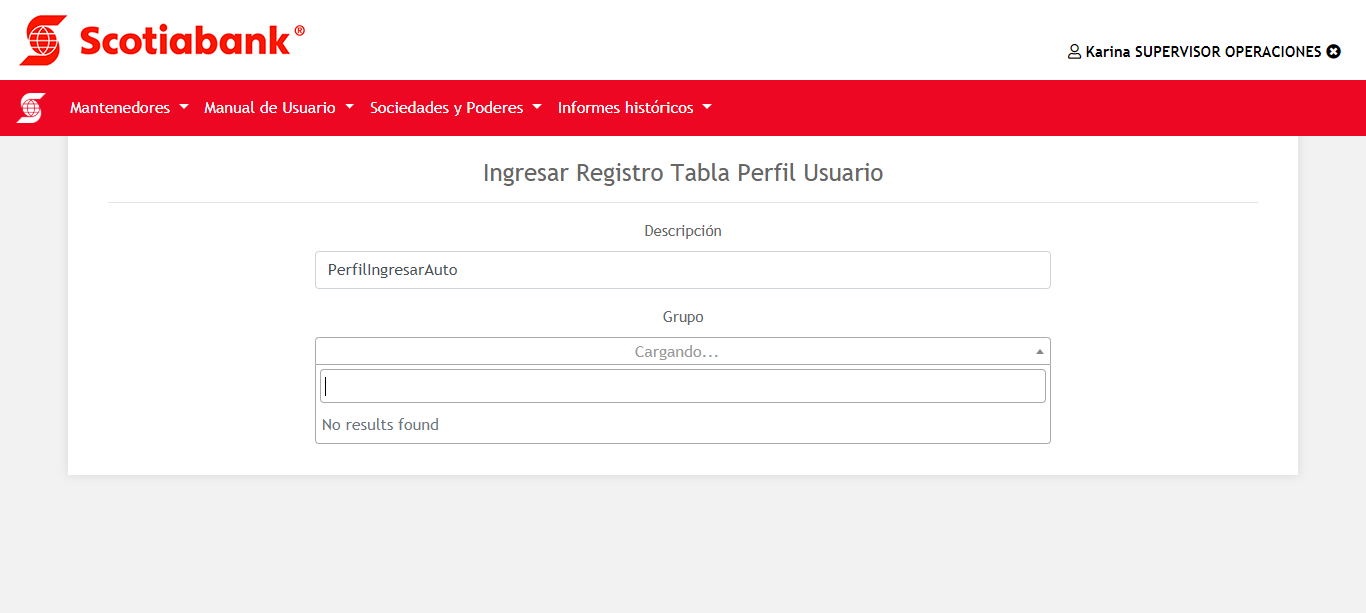 Scotiabank®
Karina SUPERVISOR OPERACIONES
Mantenedores Manual de Usuario Sociedades y Poderes Informes históricos
Ingresar Registro Tabla Perfil Usuario
Descripción
PerfilIngresarAuto
Grupo
Cargando...
No results found